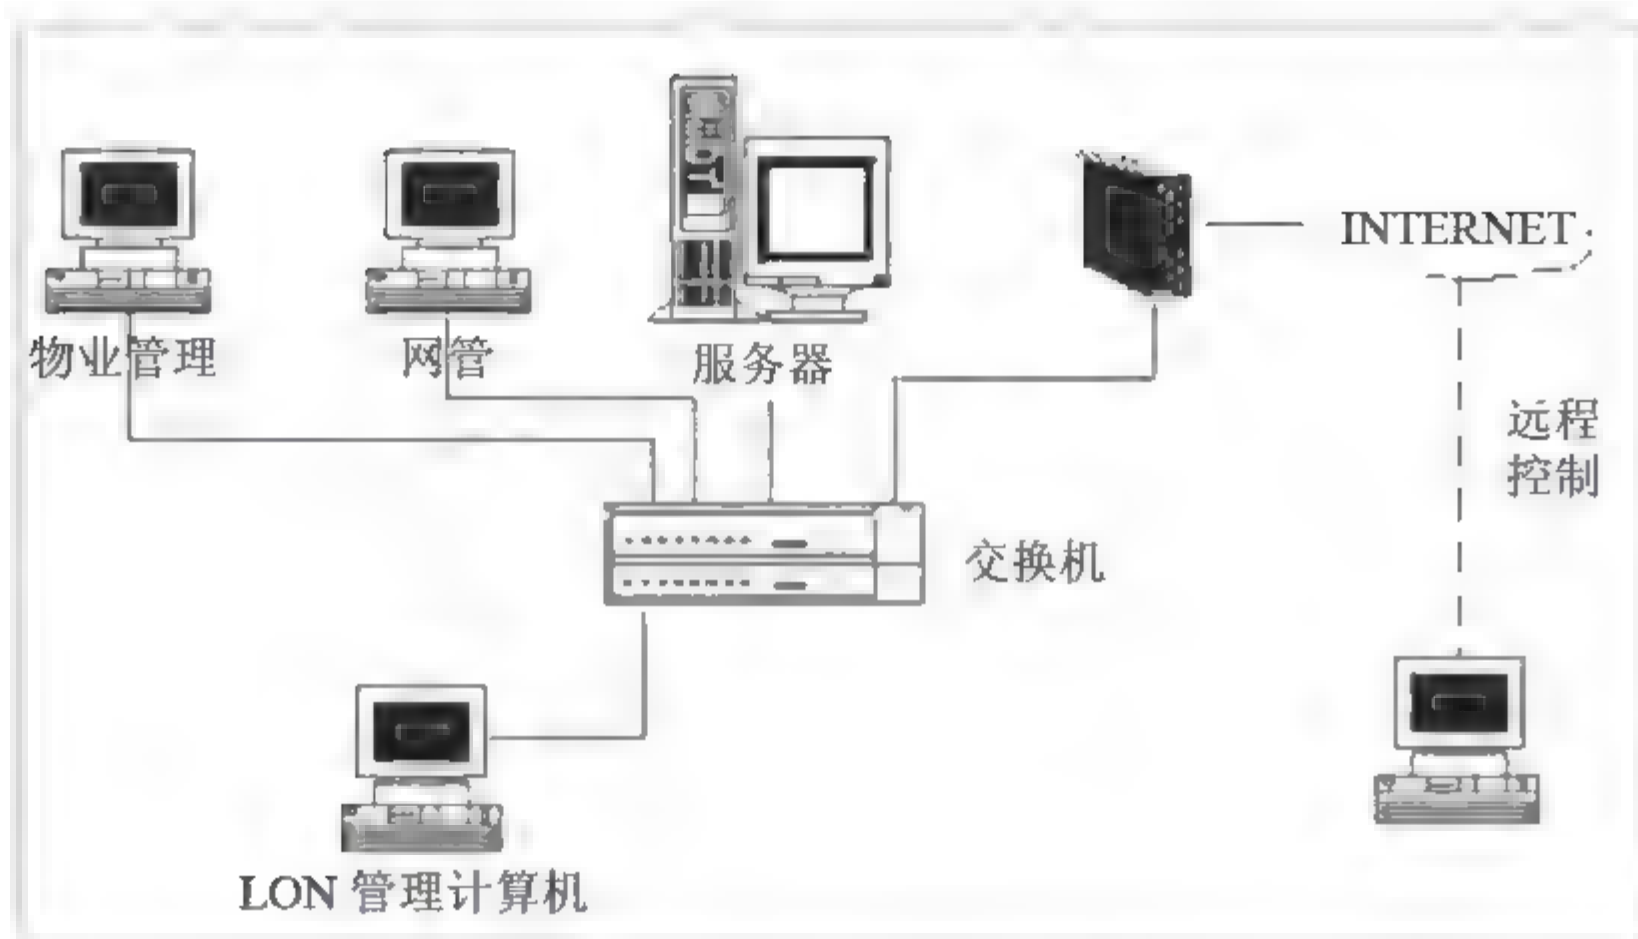 INTERNET
物业管理
网管
服务器
远程
控制
交换机
LON 管理计算机